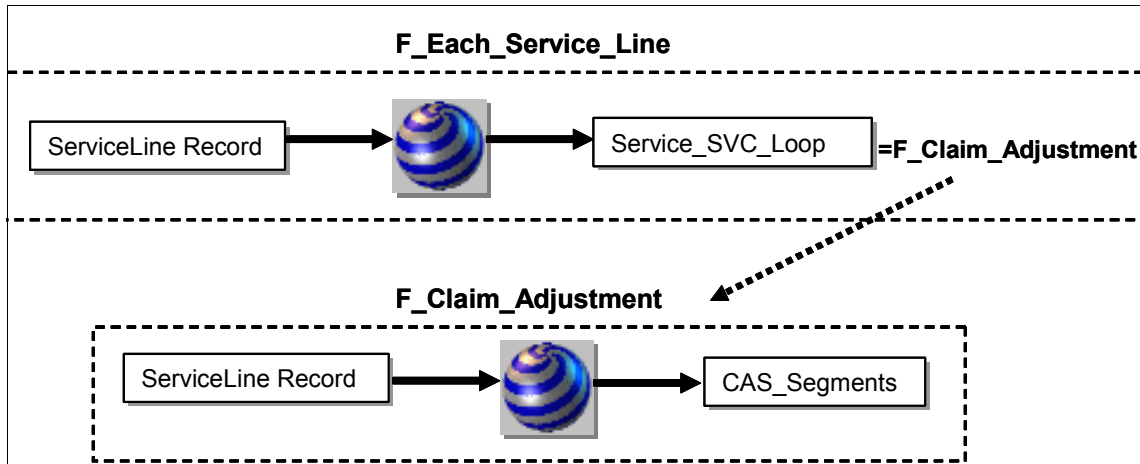 F_Each_Service_Line
ServiceLine Record
Service_SVC_Loop
=F_Claim_Adjustment
F_Claim_Adjustment
ServiceLine Record
CAS_Segments